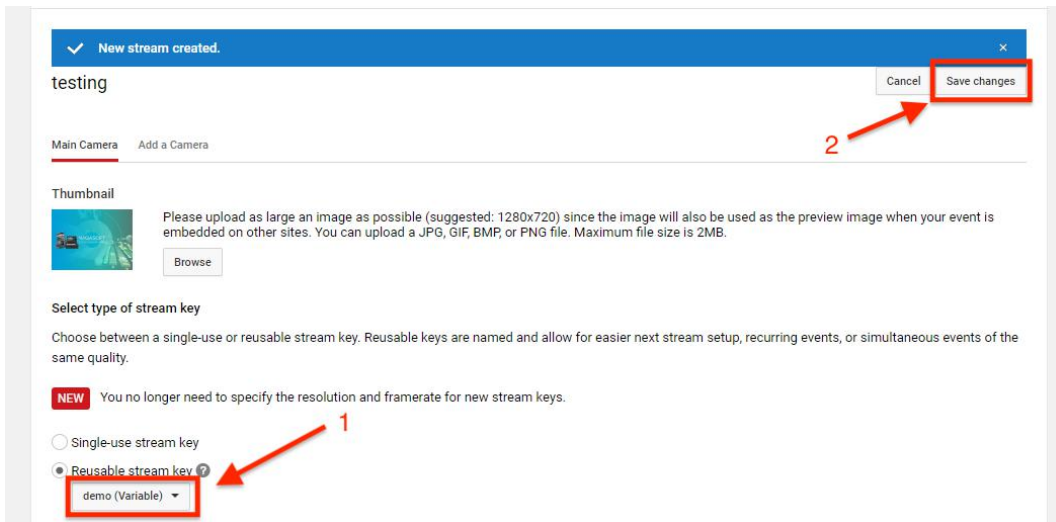 New stream created.
testing
Cancel Save changes
2
Main Camera Add a Camera
Thumbnail
Please upload as large an image as possible (suggested: 1280x720) since the image will also be used as the preview image when your event is
embedded on other sites. You can upload a JPG, GIF, BMP, or PNG file. Maximum file size is 2MB.
Browse
Select type of stream key
Choose between a single-use or reusable stream key. Reusable keys are named and allow for easier next stream setup, recurring events, or simultaneous events of the
same quality.
NEW You no longer need to specify the resolution and framerate for new stream keys.
1
Single-use stream key
Reusable stream key ?
demo (Variable)